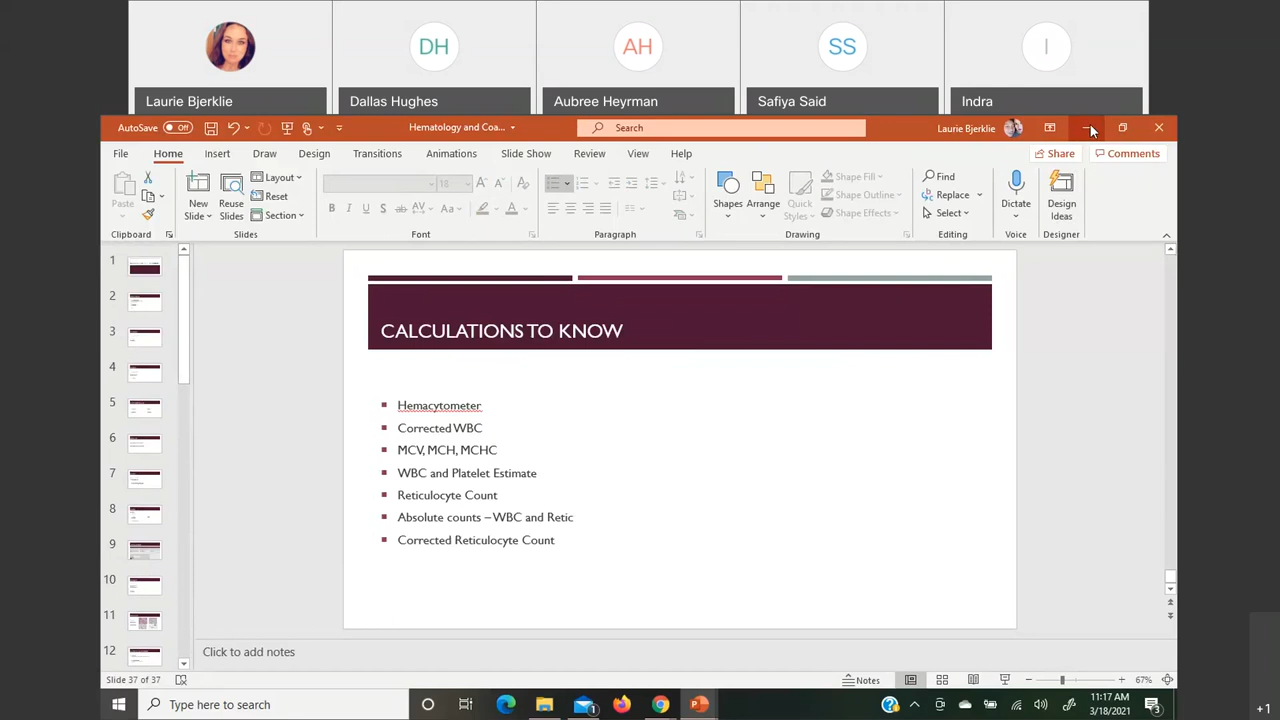 DH
AH
SS
I
Laurie Bjerklie
Dallas Hughes
Aubree Heyrman
Safiya Said
Indra
AutoSave Off
Hematology and Coa...
Search
Laurie Bjerklie
File Home Insert Draw Design Transitions Animations Slide Show Review View Help
Share Comments
Paste
New Slides
Reuse Slides
Layout
Reset
Section
18
B I U S ab AV Aa A
Shapes
Arrange
Quick Styles
Shape Fill
Shape Outline
Shape Effects
Find
Replace
Select
Dictate
Design Ideas
Clipboard Slides Font Paragraph Drawing Editing Voice Designer
1
2
3
4
5
6
7
8
9
10
11
12
CALCULATIONS TO KNOW
Hemacytometer
Corrected WBC
MCV, MCH, MCHC
WBC and Platelet Estimate
Reticulocyte Count
Absolute counts – WBC and Retic
Corrected Reticulocyte Count
Click to add notes
Slide 37 of 37
Notes
67%
Type here to search
11:17 AM
3/18/2021
+1